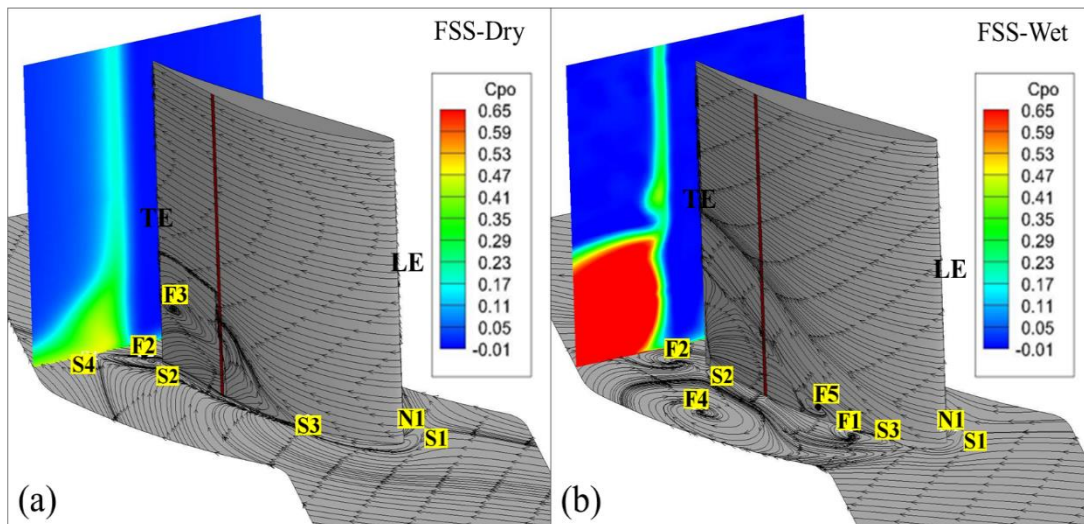 FSS-Dry
Cpo
0.65
0.59
0.53
0.47
0.41
0.35
0.29
0.23
0.17
0.11
0.05
-0.01
TE
LE
F3
F2
S4
S2
S3
N1
S1
(a)
FSS-Wet
Cpo
0.65
0.59
0.53
0.47
0.41
0.35
0.29
0.23
0.17
0.11
0.05
-0.01
TE
LE
F2
S2
F4
F5
F1
S3
N1
S1
(b)